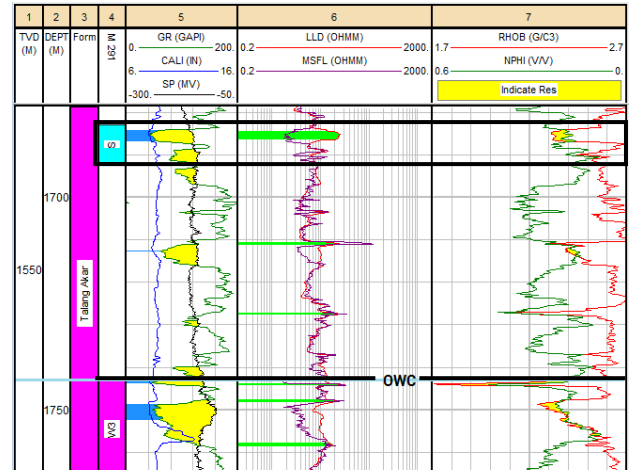 1 2 3 4 5 6 7
TVD (M) DEPT (M) Form M 291
GR (GAPI)
0. 200.
CALI (IN)
6. 16.
SP (MV)
-300. -50.
LLD (OHMM)
0.2 2000.
MSFL (OHMM)
0.2 2000.
RHOB (G/C3)
1.7 2.7
NPHI (V/V)
0.6 0.
Indicate Res
S
1700
1550
Talang Akar
OWC
1750
W3